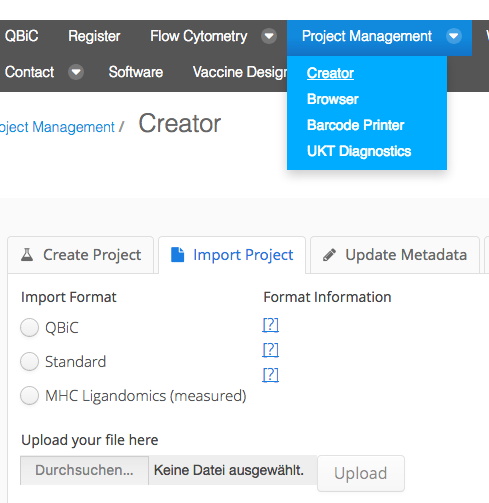 QBiC Register Flow Cytometry Project Management
Contact Software Vaccine Design
Creator
Browser
Barcode Printer
UKT Diagnostics
oject Management / Creator
Create Project Import Project Update Metadata
Import Format Format Information
QBiC [?]
Standard [?]
MHC Ligandomics (measured) [?]
Upload your file here
Durchsuchen... Keine Datei ausgewählt. Upload